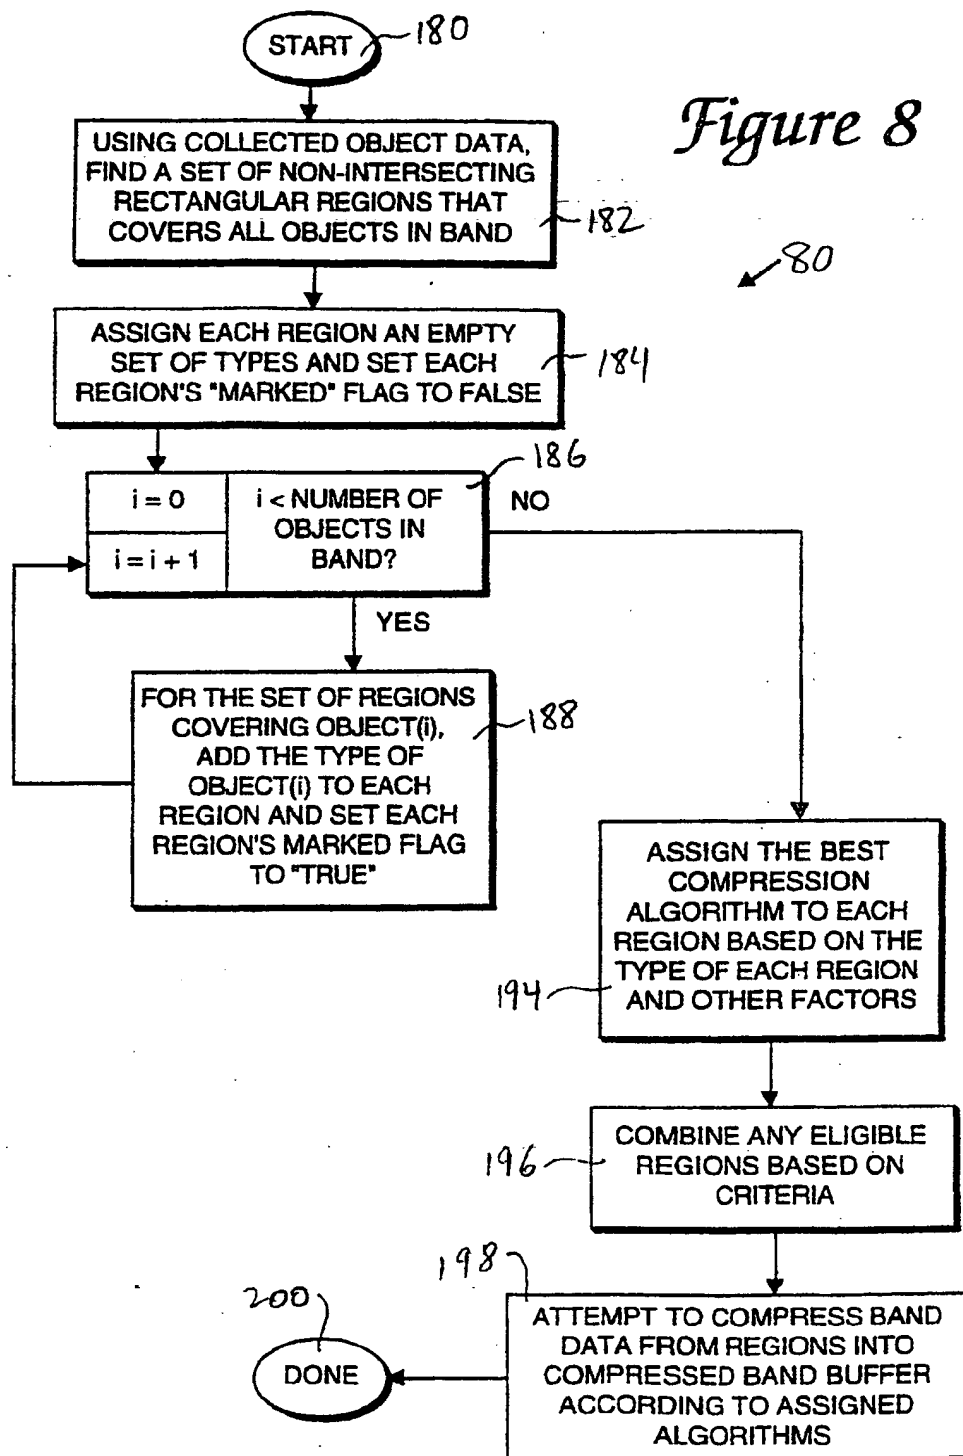 START
180
Figure 8
USING COLLECTED OBJECT DATA,
FIND A SET OF NON-INTERSECTING
RECTANGULAR REGIONS THAT
COVERS ALL OBJECTS IN BAND
182
80
ASSIGN EACH REGION AN EMPTY
SET OF TYPES AND SET EACH
REGION'S "MARKED" FLAG TO FALSE
184
186
i = 0
i = i + 1
i < NUMBER OF
OBJECTS IN
BAND?
NO
YES
FOR THE SET OF REGIONS
COVERING OBJECT(i),
ADD THE TYPE OF
OBJECT(i) TO EACH
REGION AND SET EACH
REGION'S MARKED FLAG
TO "TRUE"
188
ASSIGN THE BEST
COMPRESSION
ALGORITHM TO EACH
REGION BASED ON THE
TYPE OF EACH REGION
AND OTHER FACTORS
194
COMBINE ANY ELIGIBLE
REGIONS BASED ON
CRITERIA
196
198
ATTEMPT TO COMPRESS BAND
DATA FROM REGIONS INTO
COMPRESSED BAND BUFFER
ACCORDING TO ASSIGNED
ALGORITHMS
200
DONE